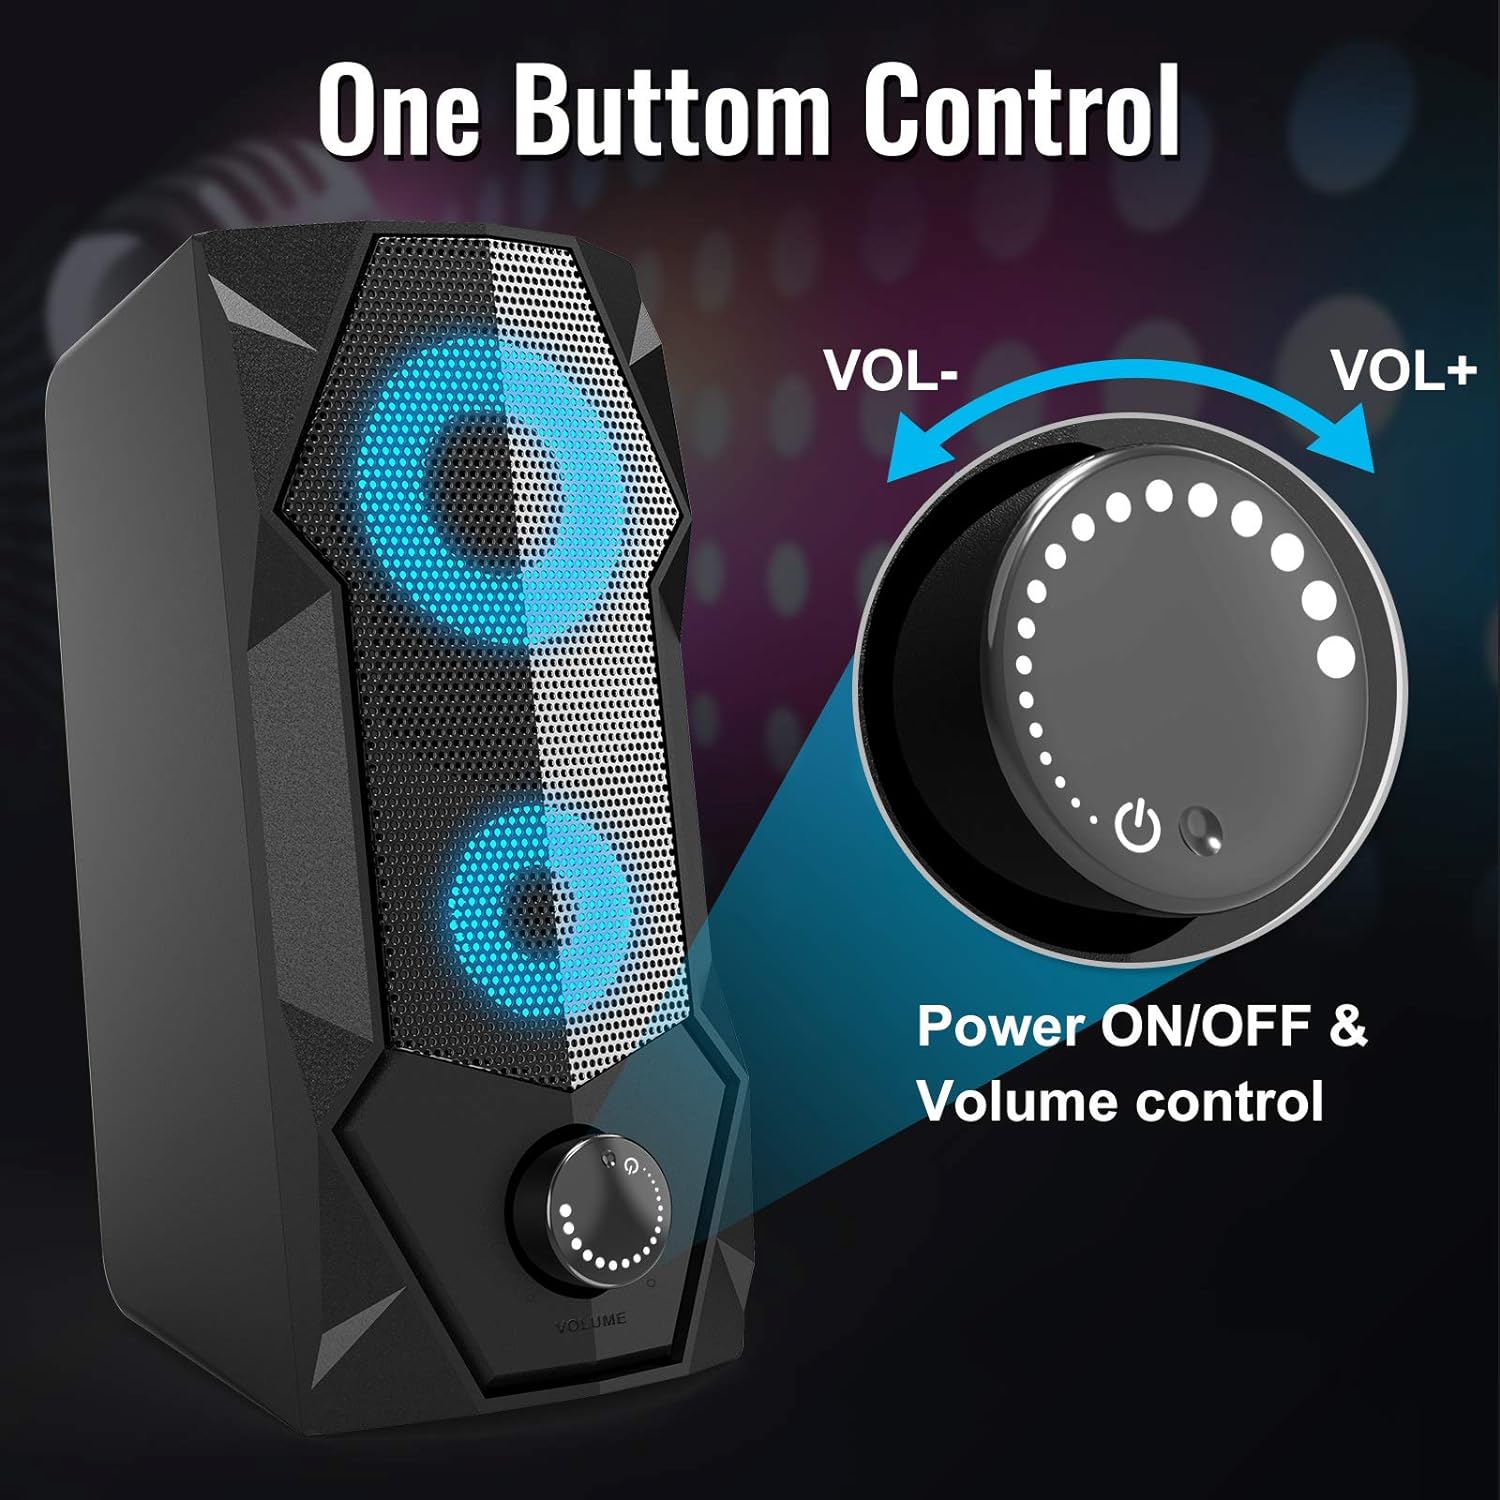 One Buttom Control
VOL-
VOL+
Power ON/OFF &
Volume control
VOLUME